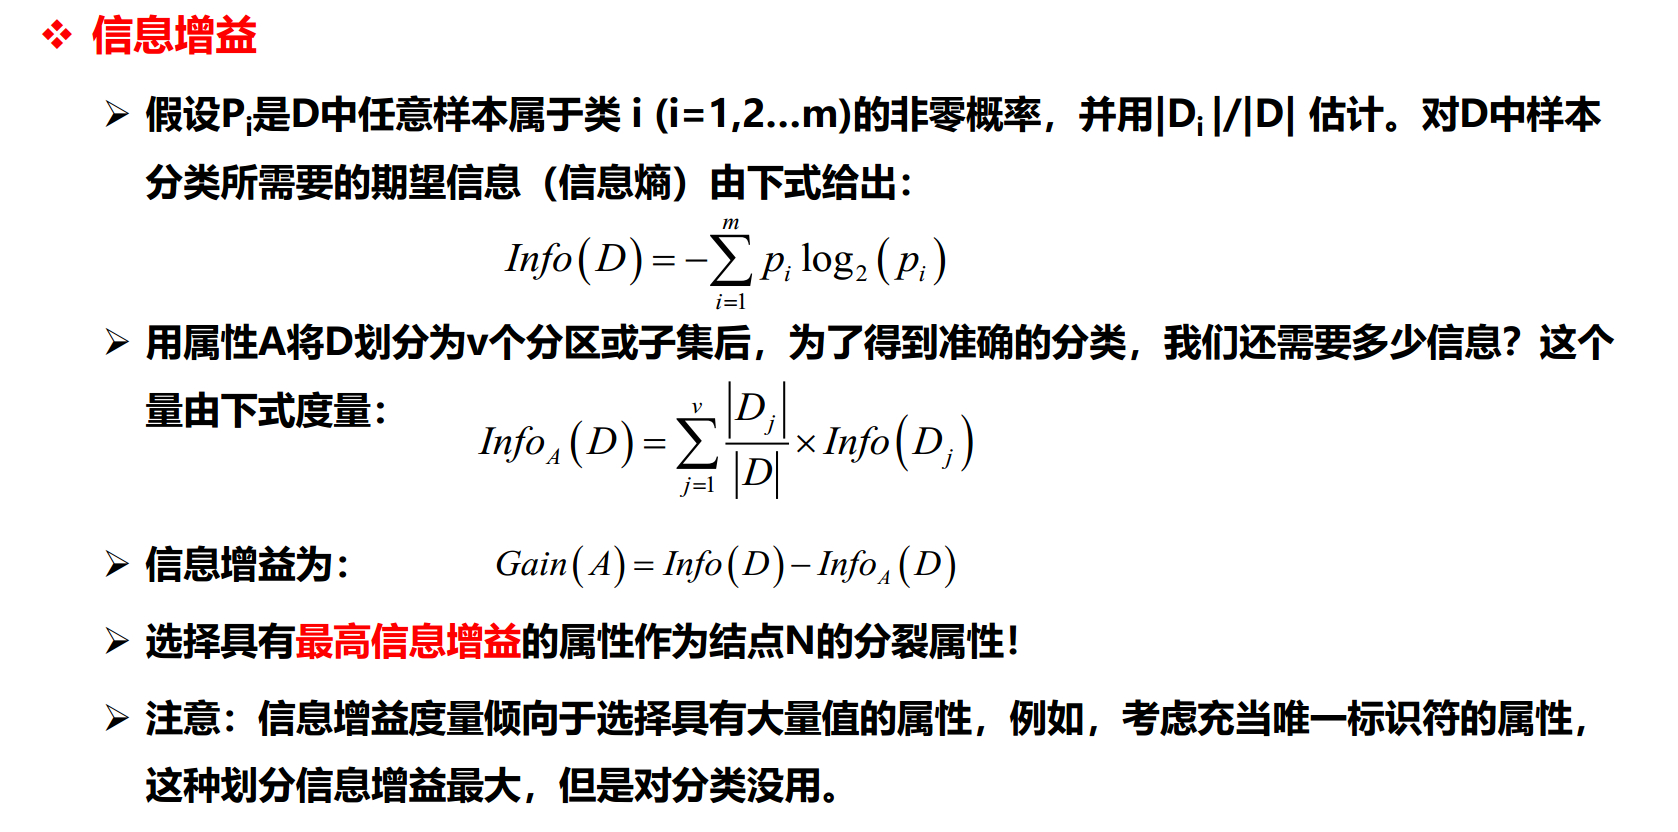 ❖ 信息增益
➢ 假设Pᵢ是D中任意样本属于类 i (i=1,2…m)的非零概率，并用|Dᵢ |/|D| 估计。对D中样本
分类所需要的期望信息（信息熵）由下式给出：
Info(D) = −∑_{i=1}^{m} p_i log_2(p_i)
➢ 用属性A将D划分为v个分区或子集后，为了得到准确的分类，我们还需要多少信息？这个
量由下式度量：
Info_A(D) = ∑_{j=1}^{v} |D_j|/|D| × Info(D_j)
➢ 信息增益为： Gain(A) = Info(D) − Info_A(D)
➢ 选择具有最高信息增益的属性作为结点N的分裂属性！
➢ 注意：信息增益度量倾向于选择具有大量值的属性，例如，考虑充当唯一标识符的属性，
这种划分信息增益最大，但是对分类没用。